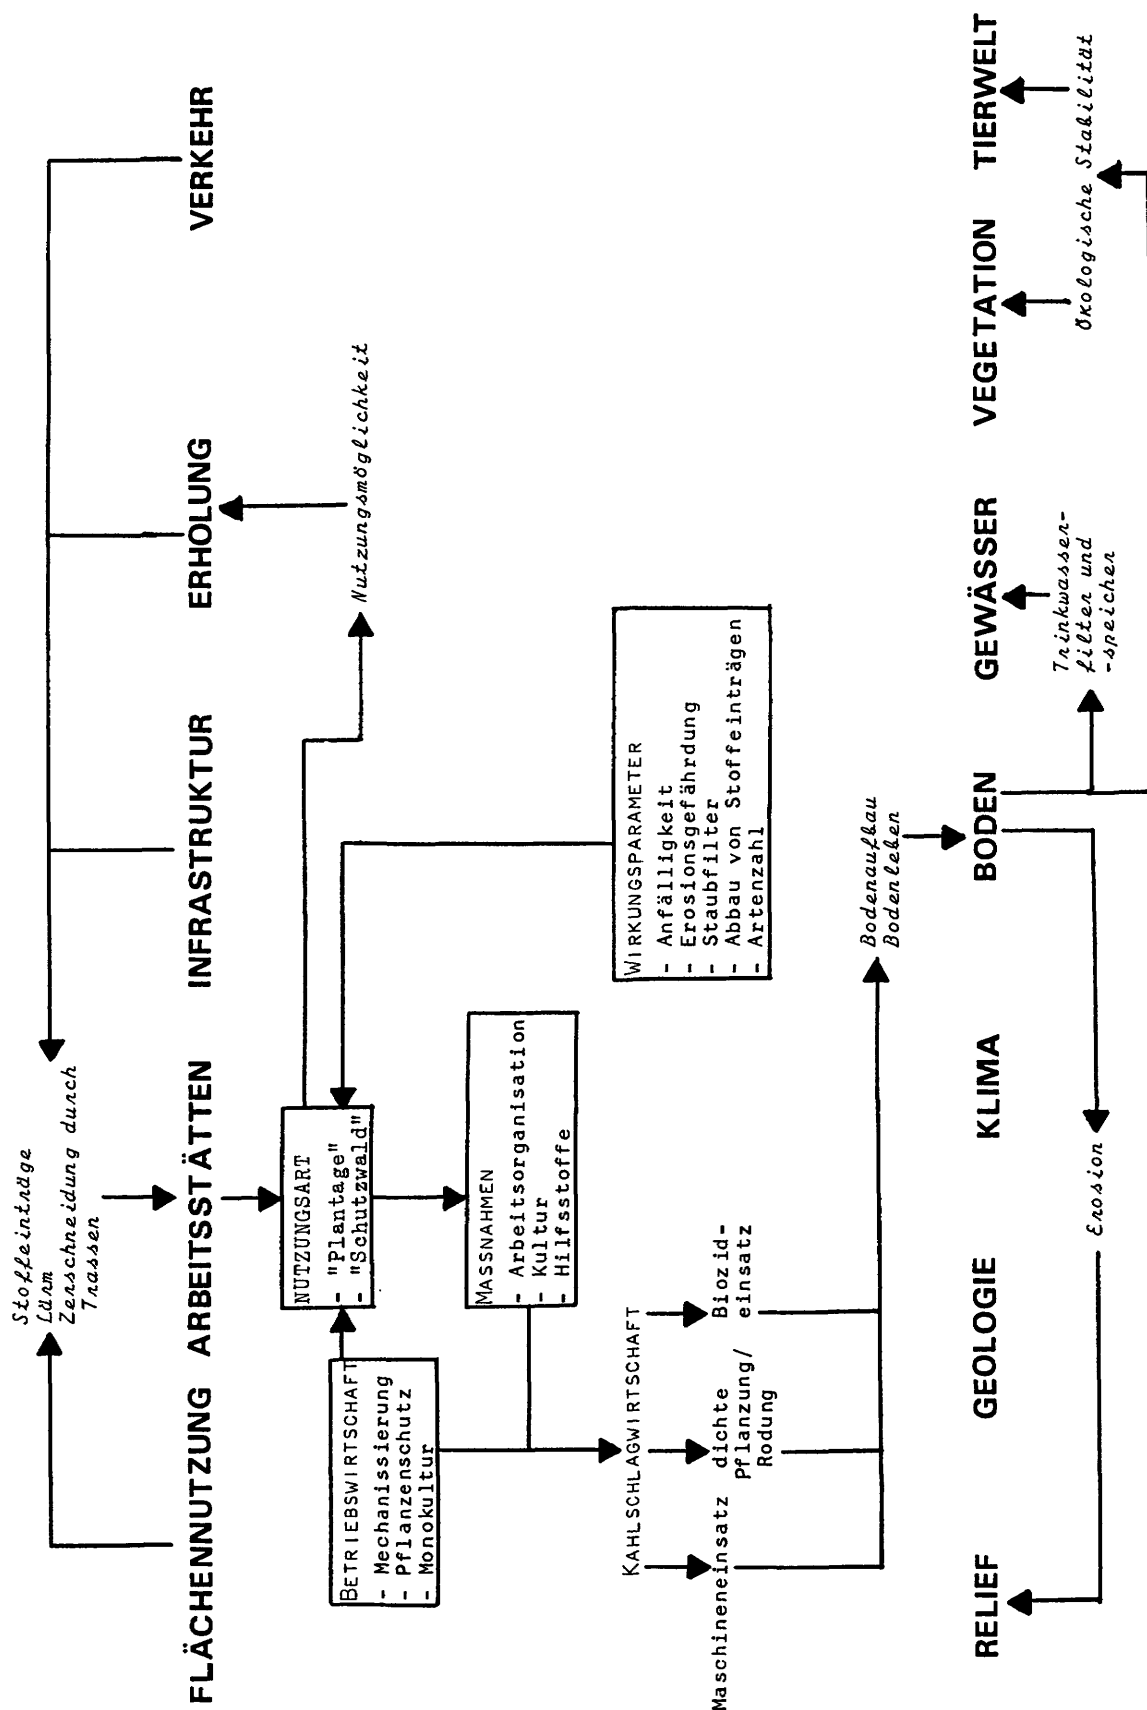 Stoffeinträge
Lärm
Zerschneidung durch
Trassen
FLÄCHENNUTZUNG
ARBEITSSTÄTTEN
INFRASTRUKTUR
ERHOLUNG
VERKEHR
BETRIEBSWIRTSCHAFT
- Mechanissierung
- Pflanzenschutz
- Monokultur
NUTZUNGSART
- "Plantage"
- "Schutzwald"
Nutzungsmöglichkeit
MASSNAHMEN
- Arbeitsorganisation
- Kultur
- Hilfsstoffe
WIRKUNGSPARAMETER
- Anfälligkeit
- Erosionsgefährdung
- Staubfilter
- Abbau von Stoffeinträgen
- Artenzahl
KAHLSCHLAGWIRTSCHAFT
Maschineneinsatz
dichte
Pflanzung/
Rodung
Biozid-
einsatz
Bodenaufbau
Bodenleben
RELIEF
GEOLOGIE
KLIMA
BODEN
GEWÄSSER
VEGETATION
TIERWELT
Erosion
Trinkwasser-
filter und
-speicher
Ökologische Stabilität